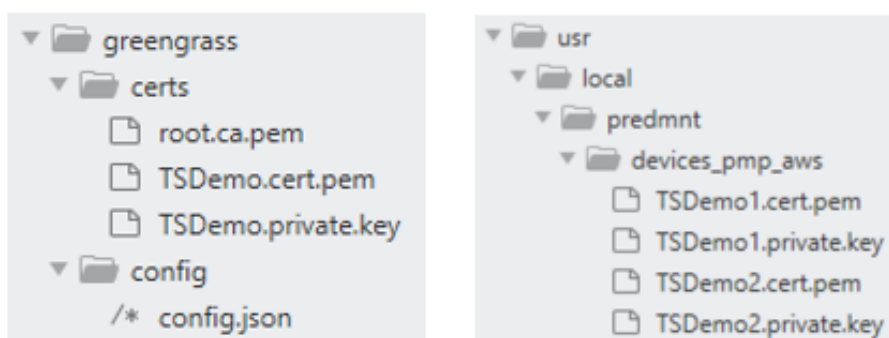 greengrass
certs
root.ca.pem
TSDemo.cert.pem
TSDemo.private.key
config
/* config.json
usr
local
predmnt
devices_pmp_aws
TSDemo1.cert.pem
TSDemo1.private.key
TSDemo2.cert.pem
TSDemo2.private.key